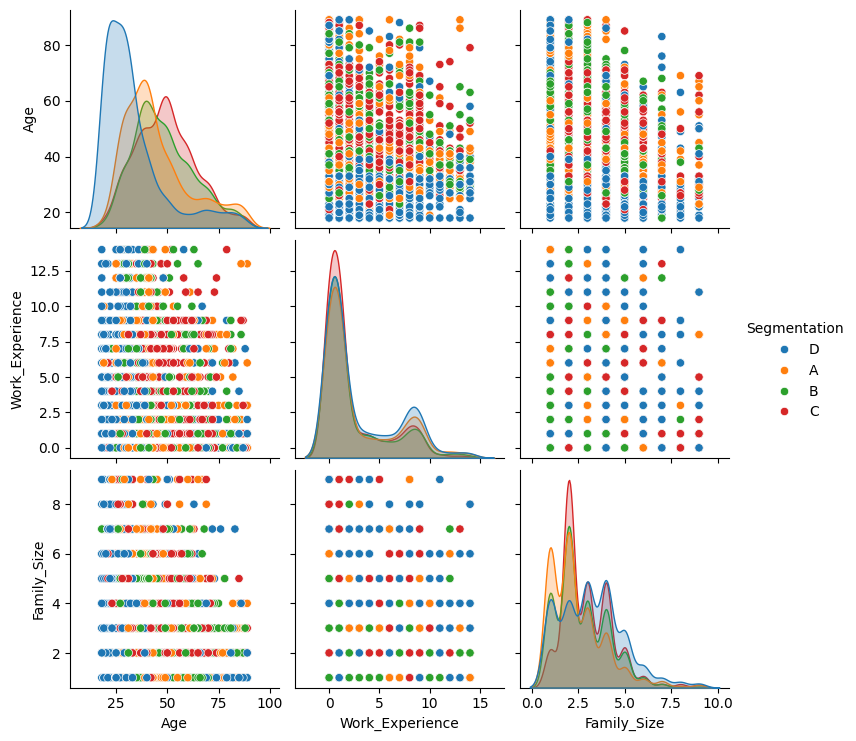 80
60
40
20
Age
12.5
10.0
7.5
5.0
2.5
0.0
Work_Experience
Segmentation
D
A
B
C
8
6
4
2
Family_Size
25 50 75 100
0 5 10 15
0.0 2.5 5.0 7.5 10.0
Age Work_Experience Family_Size